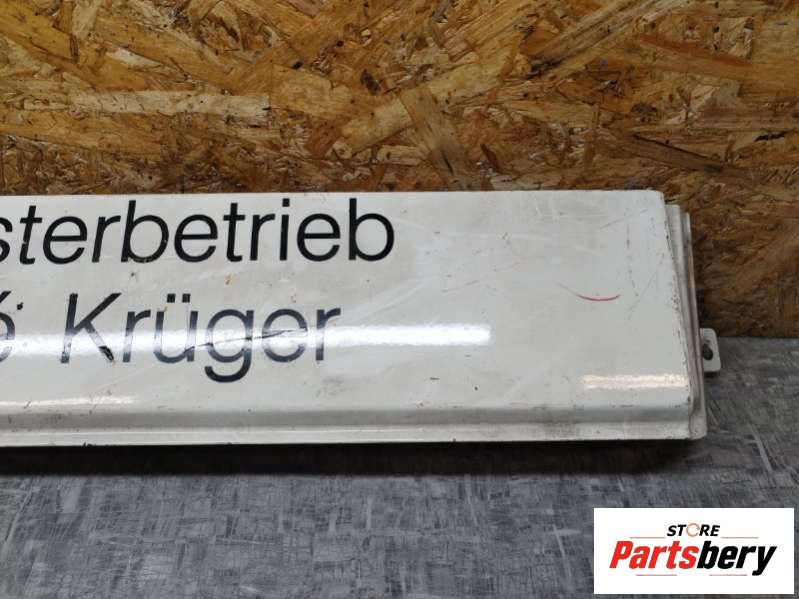 sterbetrieb
é Krüger
STORE
Partsbery